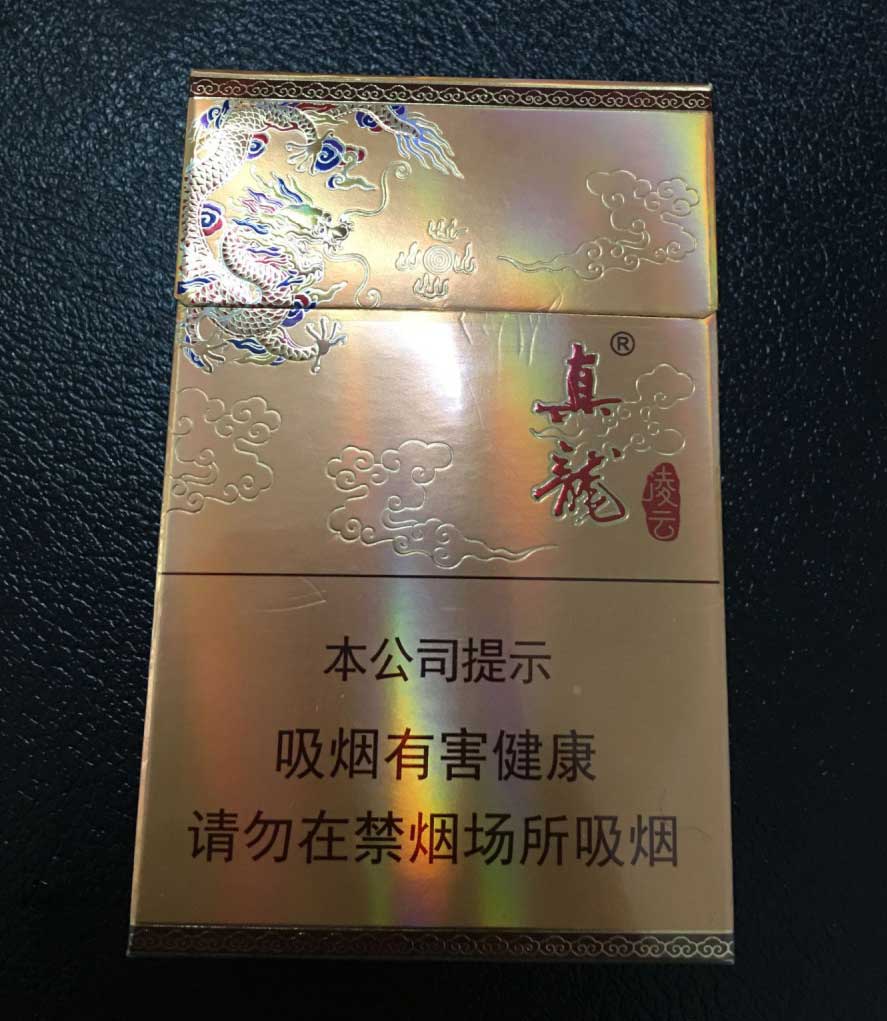 真龍®
凌云
本公司提示
吸烟有害健康
请勿在禁烟场所吸烟